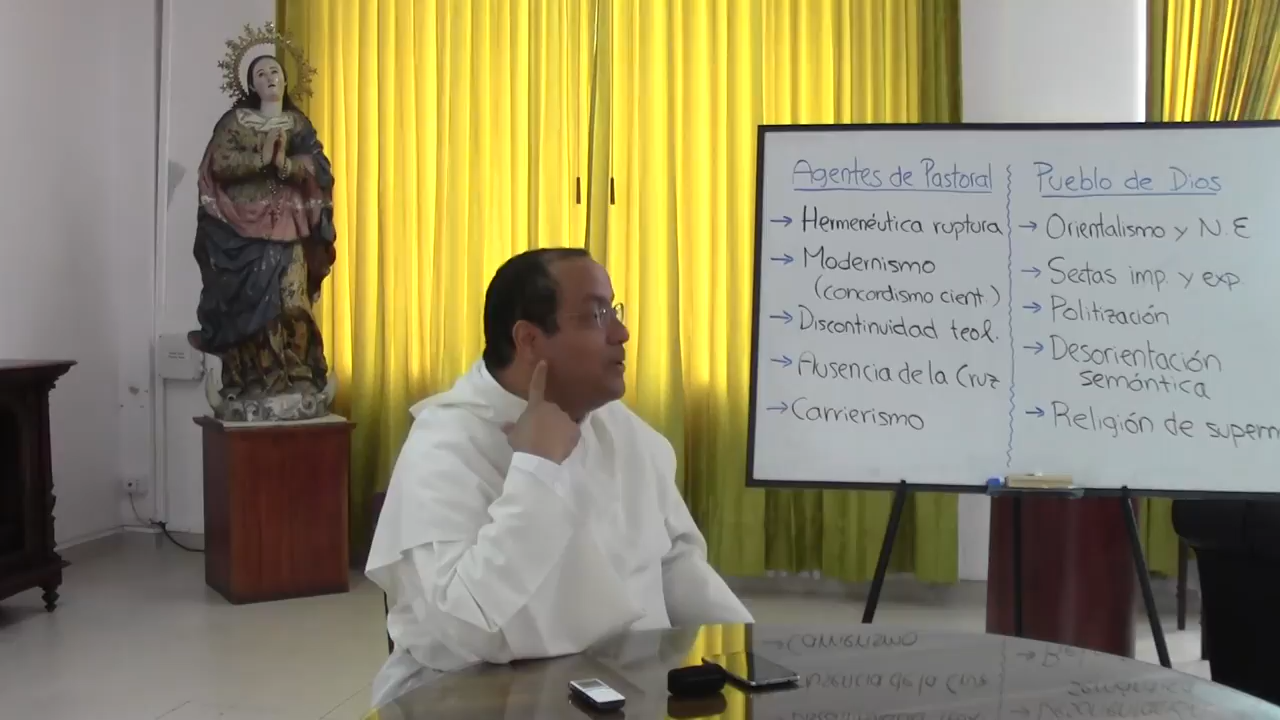 Agentes de Pastoral
→ Hermenéutica ruptura
→ Modernismo
(concordismo cient.)
→ Discontinuidad teol.
→ Ausencia de la Cruz
→ Carrierismo
Pueblo de Dios
→ Orientalismo y N.E
→ Sectas imp. y exp
→ Politización
→ Desorientación
semántica
→ Religión de